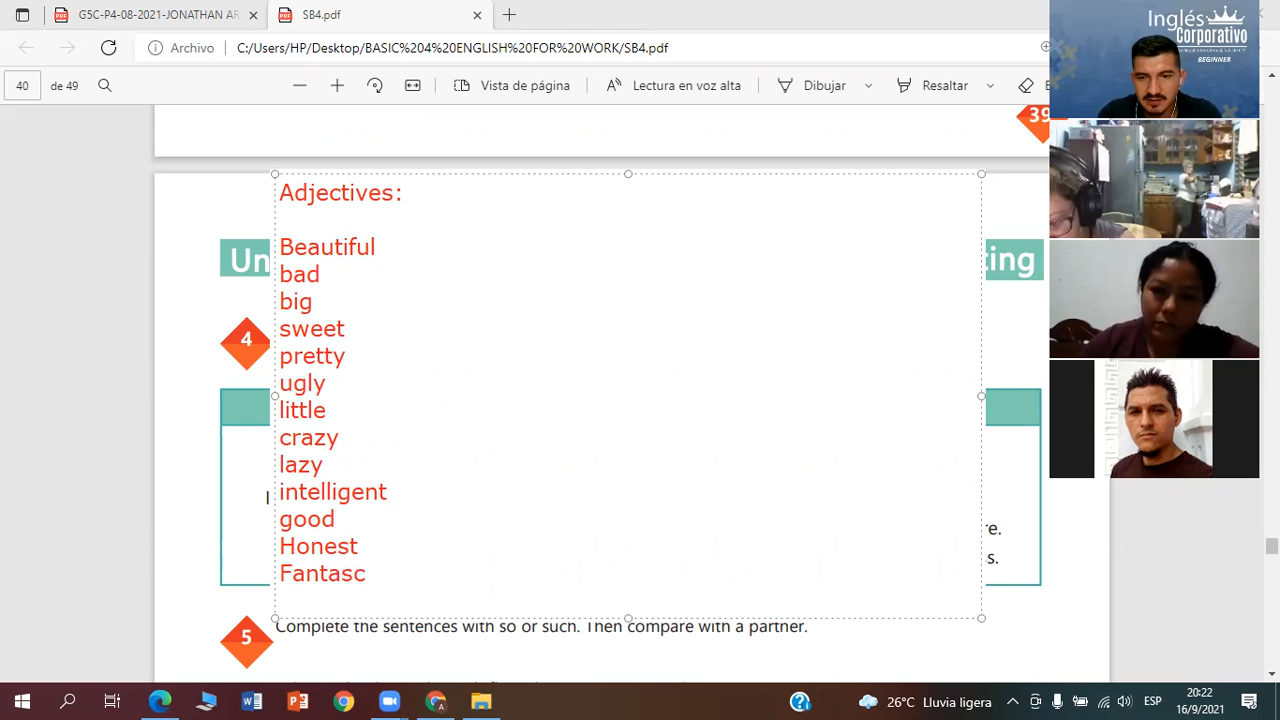 G5C-P4-08-2021-JONATHAN AR
SB4.pdf
Archivo
C:/Users/HP/Desktop/BASIC%204%20ENGLISH%20FOR%20WORK/SB4.pdf
40 de 49
Vista de página
Lectura en voz alta
Dibujar
Resaltar
Inglés
Corporativo
BEGINNER
39
Adjectives:
Beautiful
bad
big
sweet
pretty
ugly
little
crazy
lazy
intelligent
good
Honest
Fantasc
Un
ting
4
I
re.
s.
5
Complete the sentences with so or such. Then compare with a partner.
26°C Lluvia ligera
ESP
20:22
16/9/2021